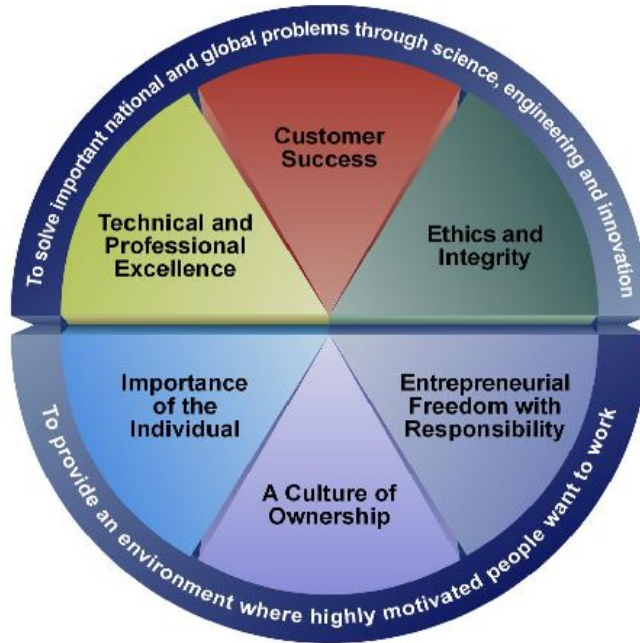 To solve important national and global problems through science, engineering and innovation
Customer
Success
Technical and
Professional
Excellence
Ethics and
Integrity
Importance
of the
Individual
Entrepreneurial
Freedom with
Responsibility
A Culture of
Ownership
To provide an environment where highly motivated people want to work